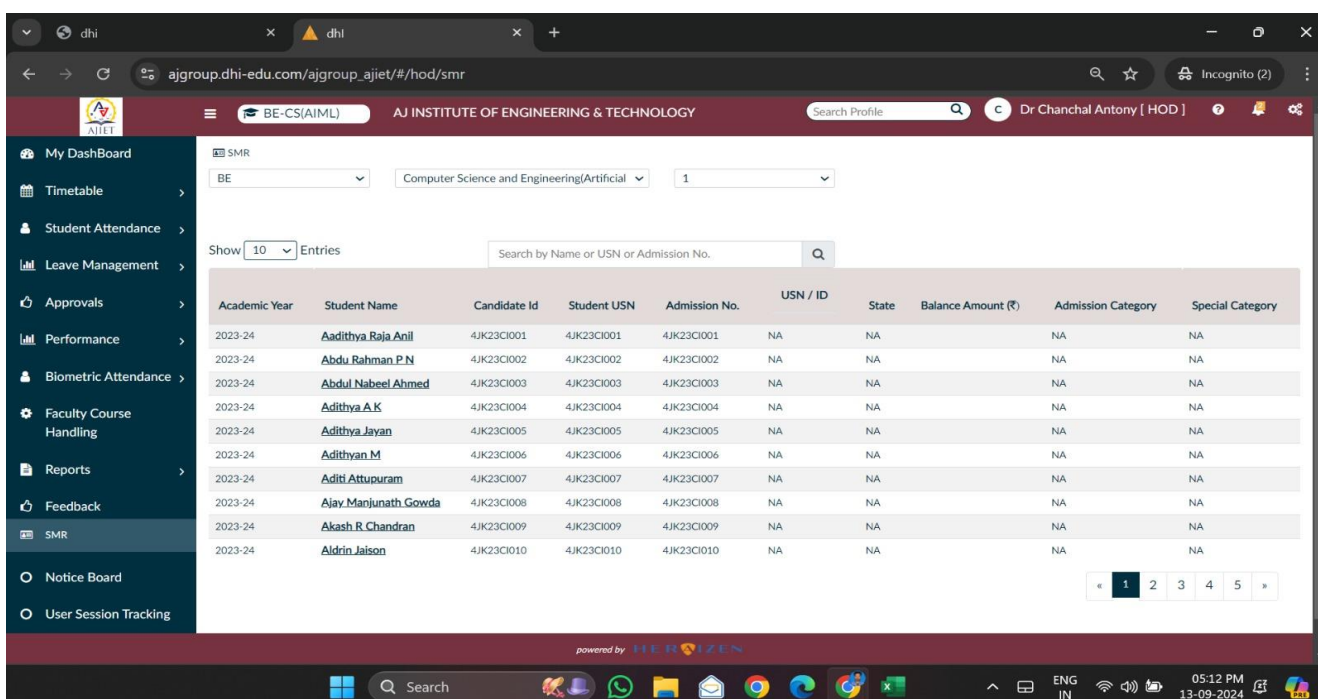 dhi
dhI
ajgroup.dhi-edu.com/ajgroup_ajiet/#/hod/smr
Incognito (2)
AJIET
BE-CS(AIML)
AJ INSTITUTE OF ENGINEERING & TECHNOLOGY
Search Profile
C
Dr Chanchal Antony [ HOD ]
My DashBoard
Timetable
Student Attendance
Leave Management
Approvals
Performance
Biometric Attendance
Faculty Course
Handling
Reports
Feedback
SMR
Notice Board
User Session Tracking
SMR
BE
Computer Science and Engineering(Artificial
1
Show 10 Entries
Search by Name or USN or Admission No.
Academic Year Student Name Candidate Id Student USN Admission No. USN / ID State Balance Amount (₹) Admission Category Special Category
2023-24 Aadithya Raja Anil 4JK23CI001 4JK23CI001 4JK23CI001 NA NA NA NA
2023-24 Abdu Rahman P N 4JK23CI002 4JK23CI002 4JK23CI002 NA NA NA NA
2023-24 Abdul Nabeel Ahmed 4JK23CI003 4JK23CI003 4JK23CI003 NA NA NA NA
2023-24 Adithya A K 4JK23CI004 4JK23CI004 4JK23CI004 NA NA NA NA
2023-24 Adithya Jayan 4JK23CI005 4JK23CI005 4JK23CI005 NA NA NA NA
2023-24 Adithyan M 4JK23CI006 4JK23CI006 4JK23CI006 NA NA NA NA
2023-24 Aditi Attupuram 4JK23CI007 4JK23CI007 4JK23CI007 NA NA NA NA
2023-24 Ajay Manjunath Gowda 4JK23CI008 4JK23CI008 4JK23CI008 NA NA NA NA
2023-24 Akash R Chandran 4JK23CI009 4JK23CI009 4JK23CI009 NA NA NA NA
2023-24 Aldrin Jaison 4JK23CI010 4JK23CI010 4JK23CI010 NA NA NA NA
« 1 2 3 4 5 »
powered by HERAIZEN
Search
ENG
IN
05:12 PM
13-09-2024
PRE